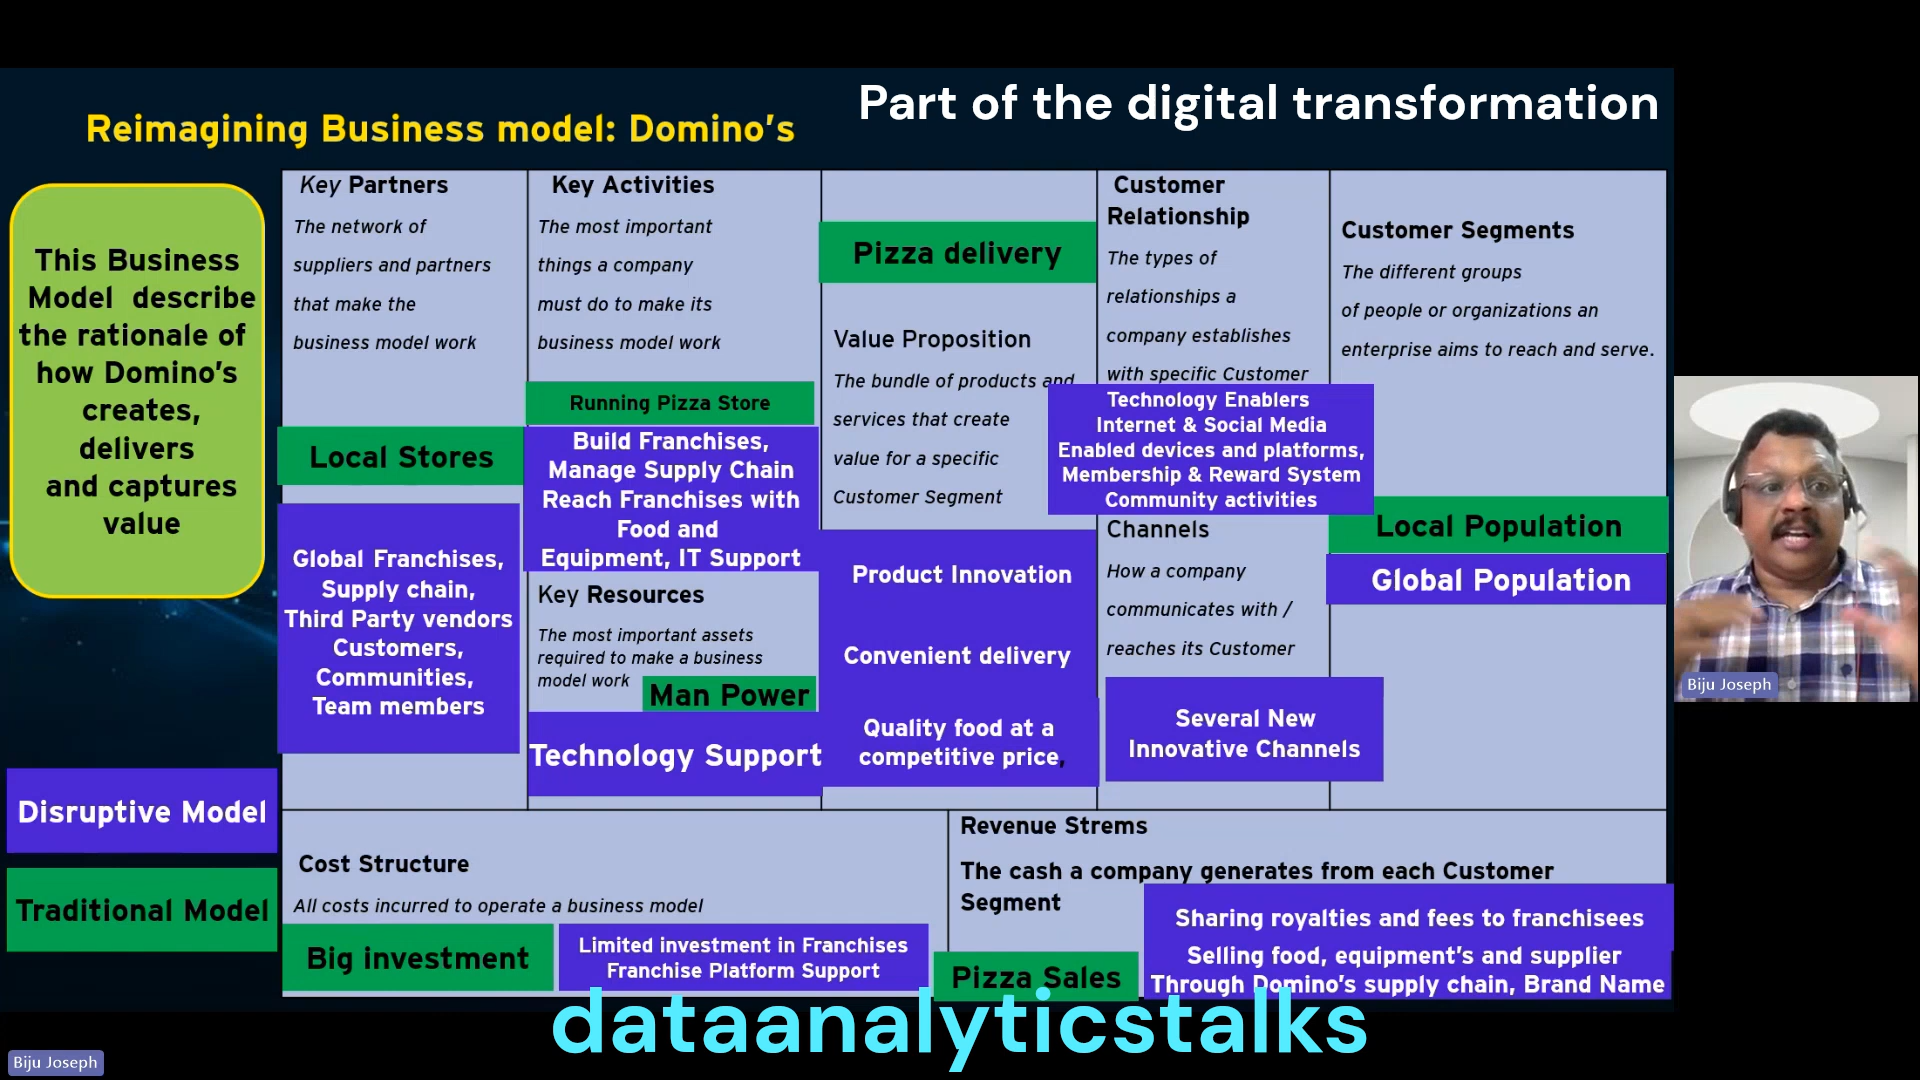 Part of the digital transformation
Reimagining Business model: Domino's
This Business
Model describe
the rationale of
how Domino's
creates,
delivers
and captures
value
Disruptive Model
Traditional Model
Key Partners
The network of
suppliers and partners
that make the
business model work
Local Stores
Global Franchises,
Supply chain,
Third Party vendors
Customers,
Communities,
Team members
Key Activities
The most important
things a company
must do to make its
business model work
Running Pizza Store
Build Franchises,
Manage Supply Chain
Reach Franchises with
Food and
Equipment, IT Support
Key Resources
The most important assets
required to make a business
model work
Man Power
Technology Support
Pizza delivery
Value Proposition
The bundle of products and
services that create
value for a specific
Customer Segment
Product Innovation
Convenient delivery
Quality food at a
competitive price,
Customer
Relationship
The types of
relationships a
company establishes
with specific Customer
Technology Enablers
Internet & Social Media
Enabled devices and platforms,
Membership & Reward System
Community activities
Channels
How a company
communicates with /
reaches its Customer
Several New
Innovative Channels
Customer Segments
The different groups
of people or organizations an
enterprise aims to reach and serve.
Local Population
Global Population
Cost Structure
All costs incurred to operate a business model
Big investment
Limited investment in Franchises
Franchise Platform Support
Revenue Strems
The cash a company generates from each Customer
Segment
Pizza Sales
Sharing royalties and fees to franchisees
Selling food, equipment's and supplier
Through Domino's supply chain, Brand Name
dataanalyticstalks
Biju Joseph
Biju Joseph